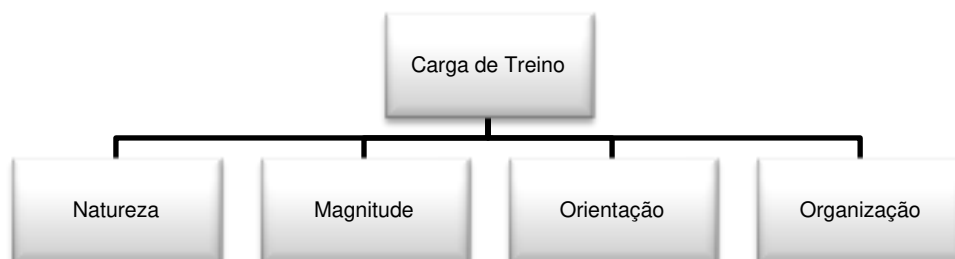 Carga de Treino
Natureza
Magnitude
Orientação
Organização